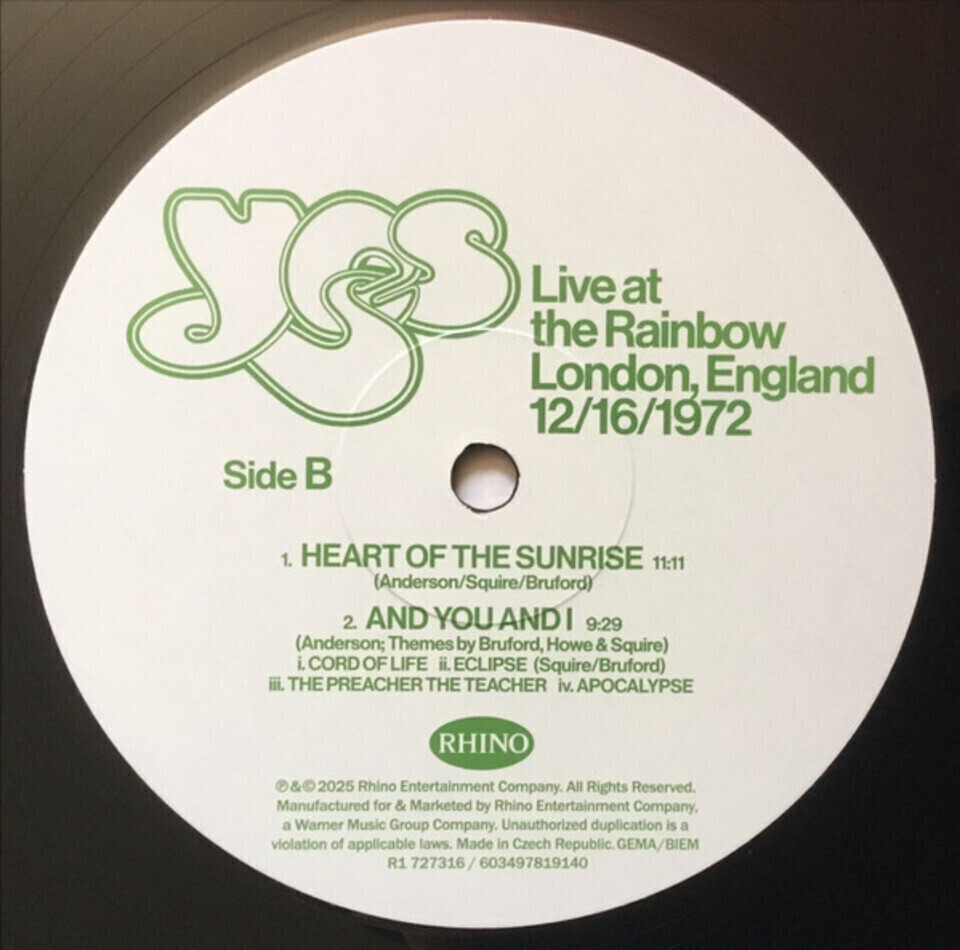 yes
Live at
the Rainbow
London, England
12/16/1972
Side B
1. HEART OF THE SUNRISE 11:11
(Anderson/Squire/Bruford)
2. AND YOU AND I 9:29
(Anderson; Themes by Bruford, Howe & Squire)
i. CORD OF LIFE ii. ECLIPSE (Squire/Bruford)
iii. THE PREACHER THE TEACHER iv. APOCALYPSE
RHINO
℗&© 2025 Rhino Entertainment Company. All Rights Reserved.
Manufactured for & Marketed by Rhino Entertainment Company,
a Warner Music Group Company. Unauthorized duplication is a
violation of applicable laws. Made in Czech Republic. GEMA/BIEM
R1 727316 / 603497819140